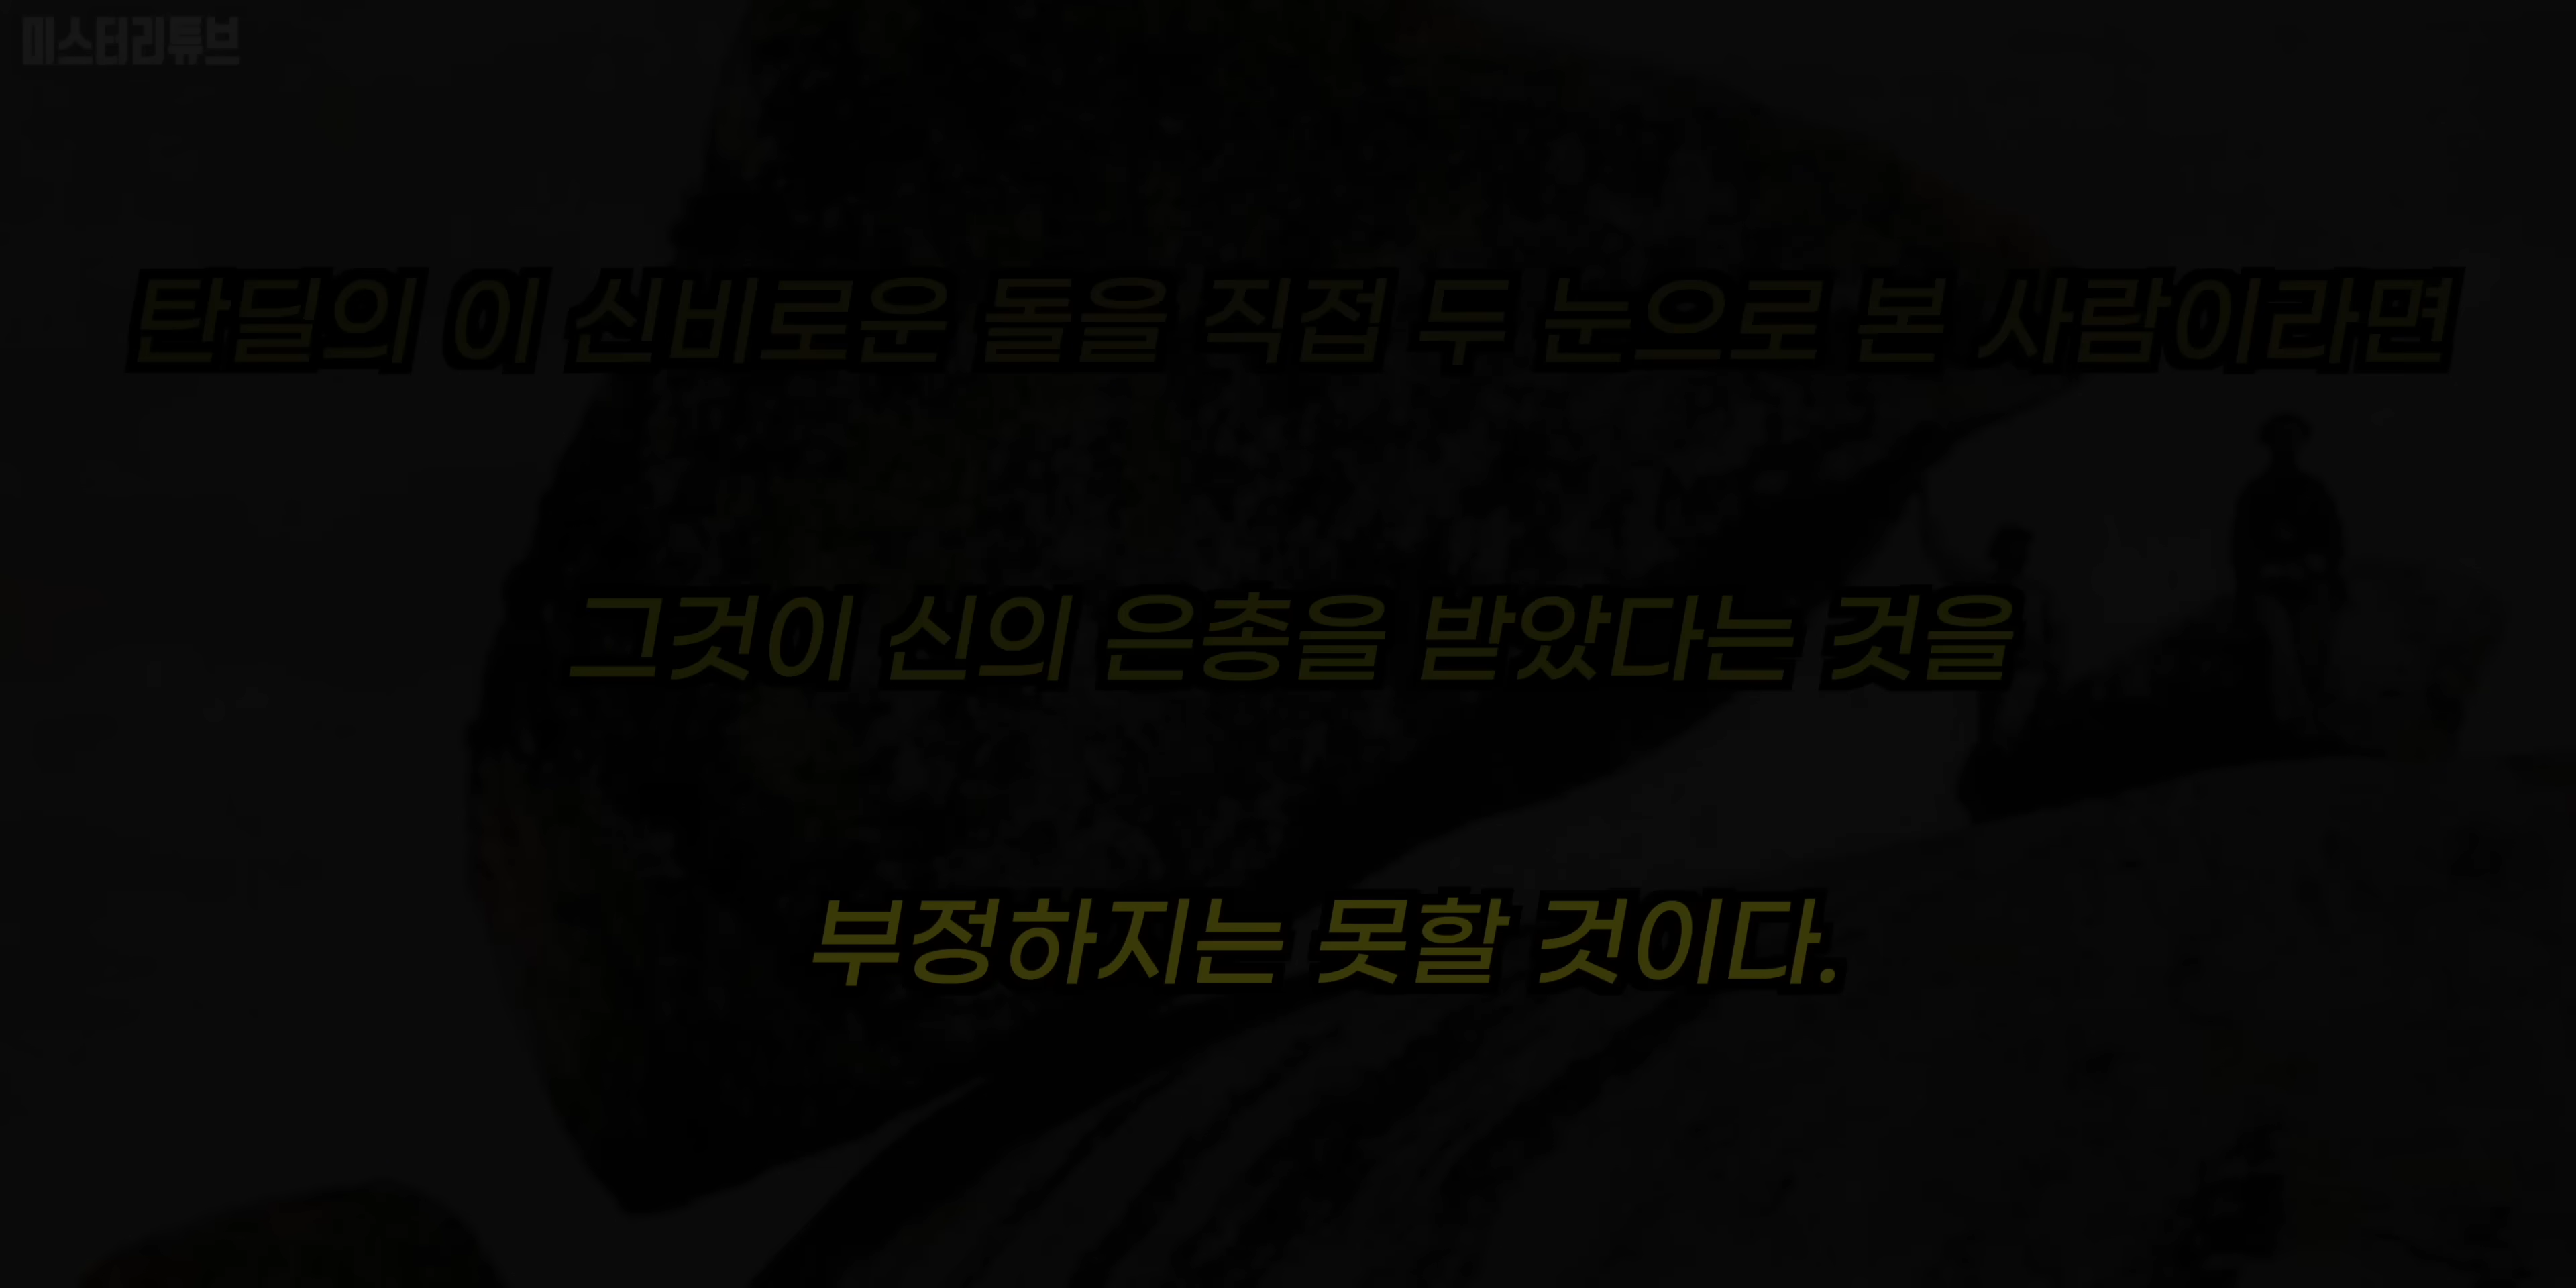 미스터리튜브
탄딜의 이 신비로운 돌을 직접 두 눈으로 본 사람이라면
그것이 신의 은총을 받았다는 것을
부정하지는 못할 것이다.